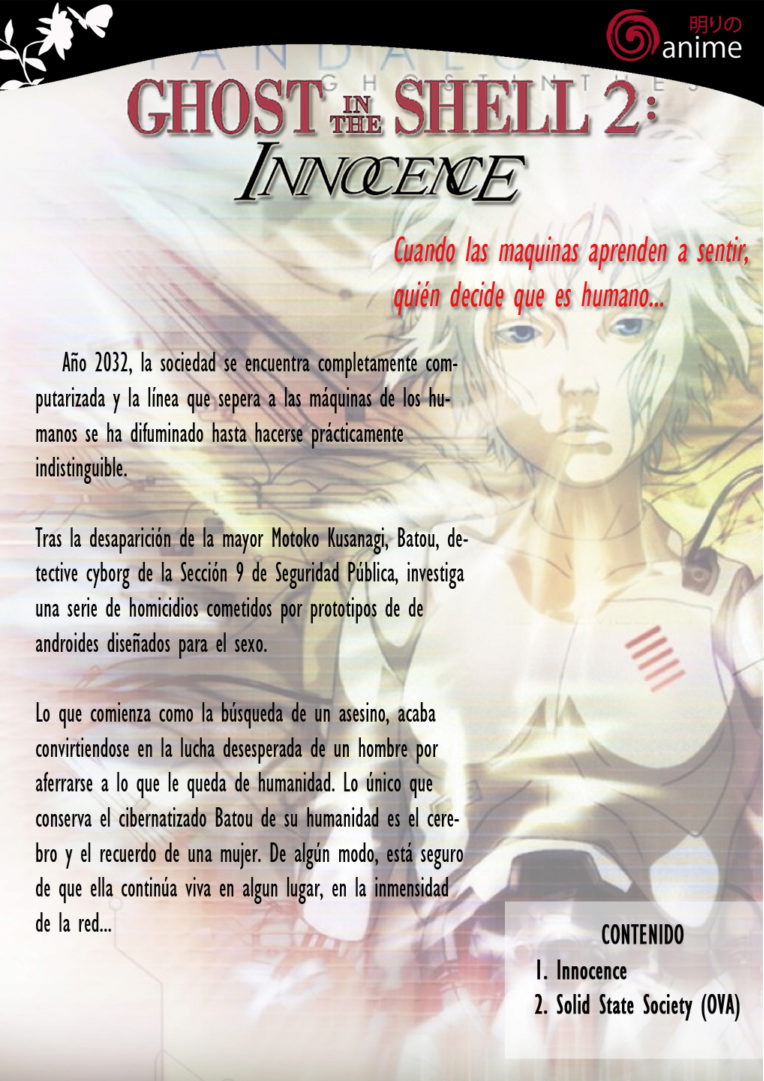 明りの
anime
TANDALO
GHOSTINTHES
GHOST IN THE SHELL 2:
INNOCENCE
Cuando las maquinas aprenden a sentir,
quién decide que es humano...
Año 2032, la sociedad se encuentra completamente com-
putarizada y la línea que sepera a las máquinas de los hu-
manos se ha difuminado hasta hacerse prácticamente
indistinguible.
Tras la desaparición de la mayor Motoko Kusanagi, Batou, de-
tective cyborg de la Sección 9 de Seguridad Pública, investiga
una serie de homicidios cometidos por prototipos de de
androides diseñados para el sexo.
Lo que comienza como la búsqueda de un asesino, acaba
convirtiendose en la lucha desesperada de un hombre por
aferrarse a lo que le queda de humanidad. Lo único que
conserva el cibernatizado Batou de su humanidad es el cere-
bro y el recuerdo de una mujer. De algún modo, está seguro
de que ella continúa viva en algun lugar, en la inmensidad
de la red...
CONTENIDO
1. Innocence
2. Solid State Society (OVA)